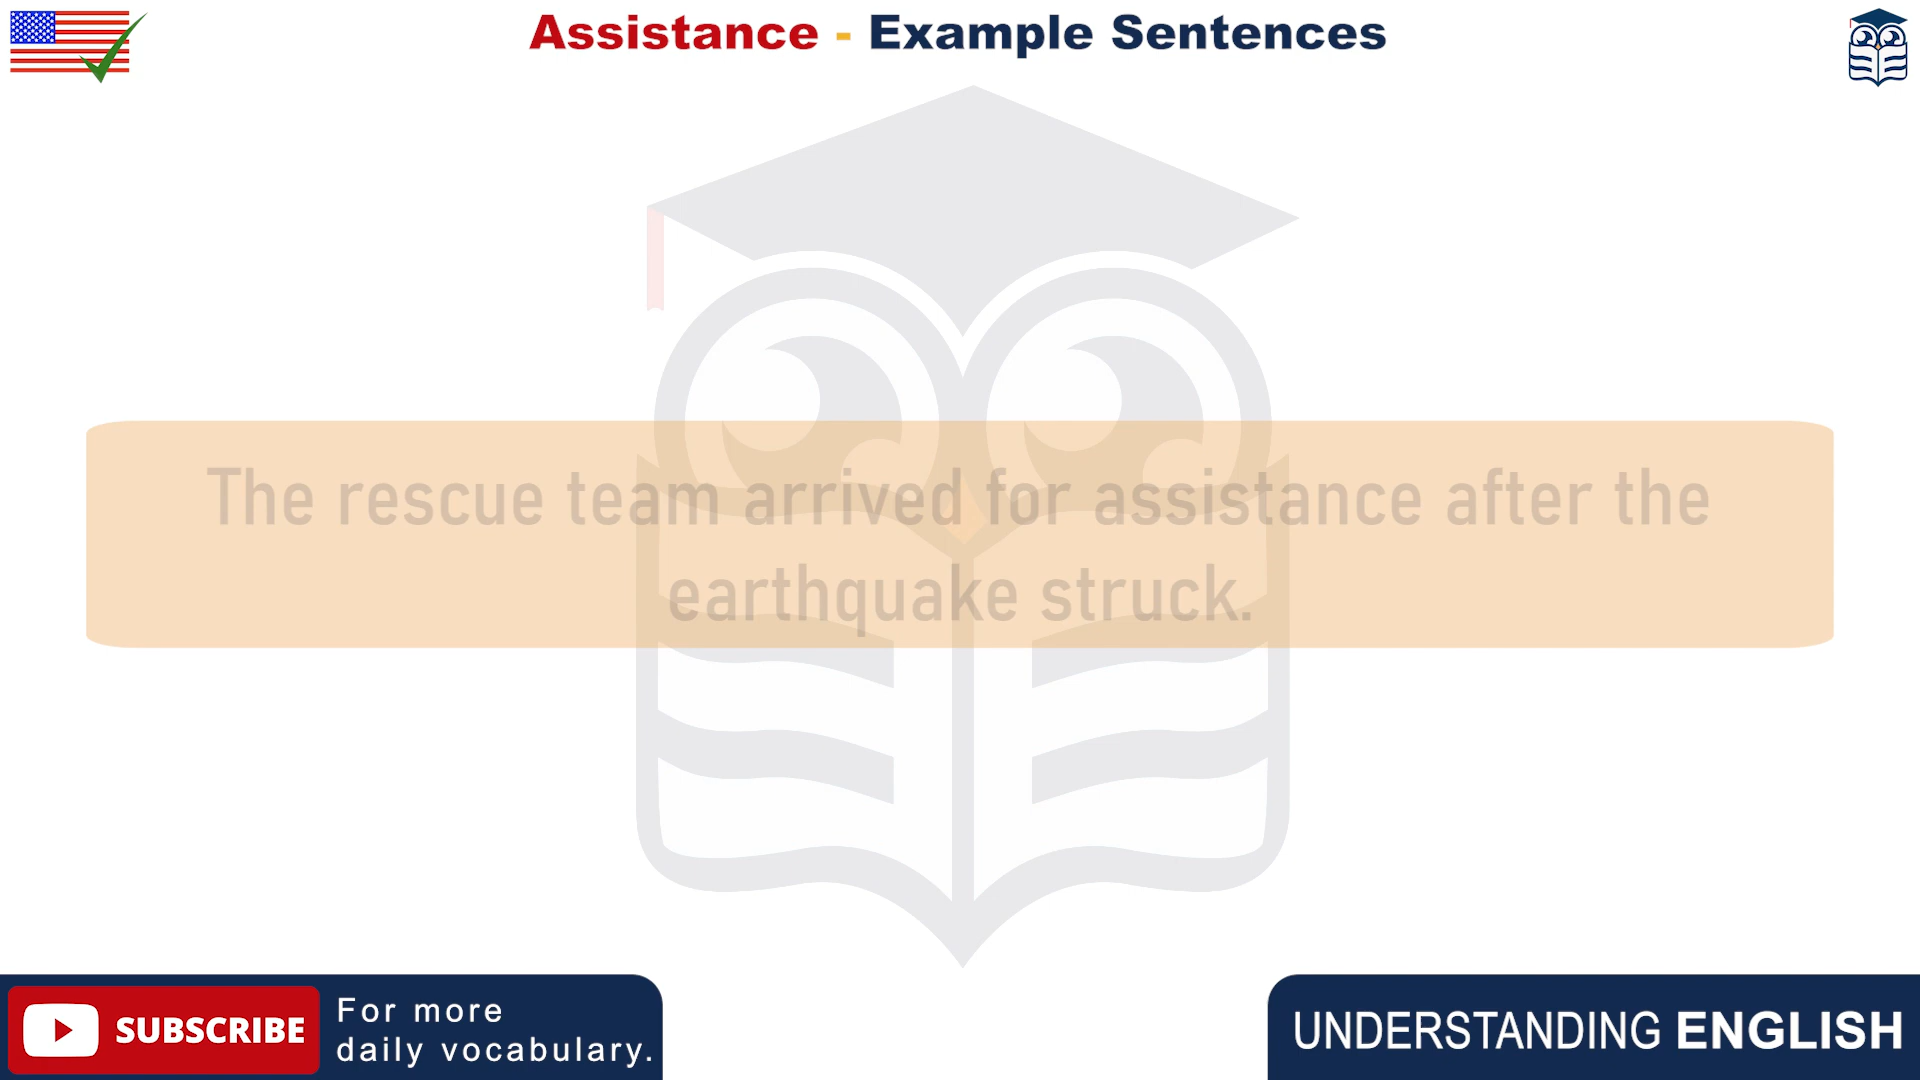 Assistance - Example Sentences
The rescue team arrived for assistance after the
earthquake struck.
SUBSCRIBE
For more
daily vocabulary.
UNDERSTANDING ENGLISH